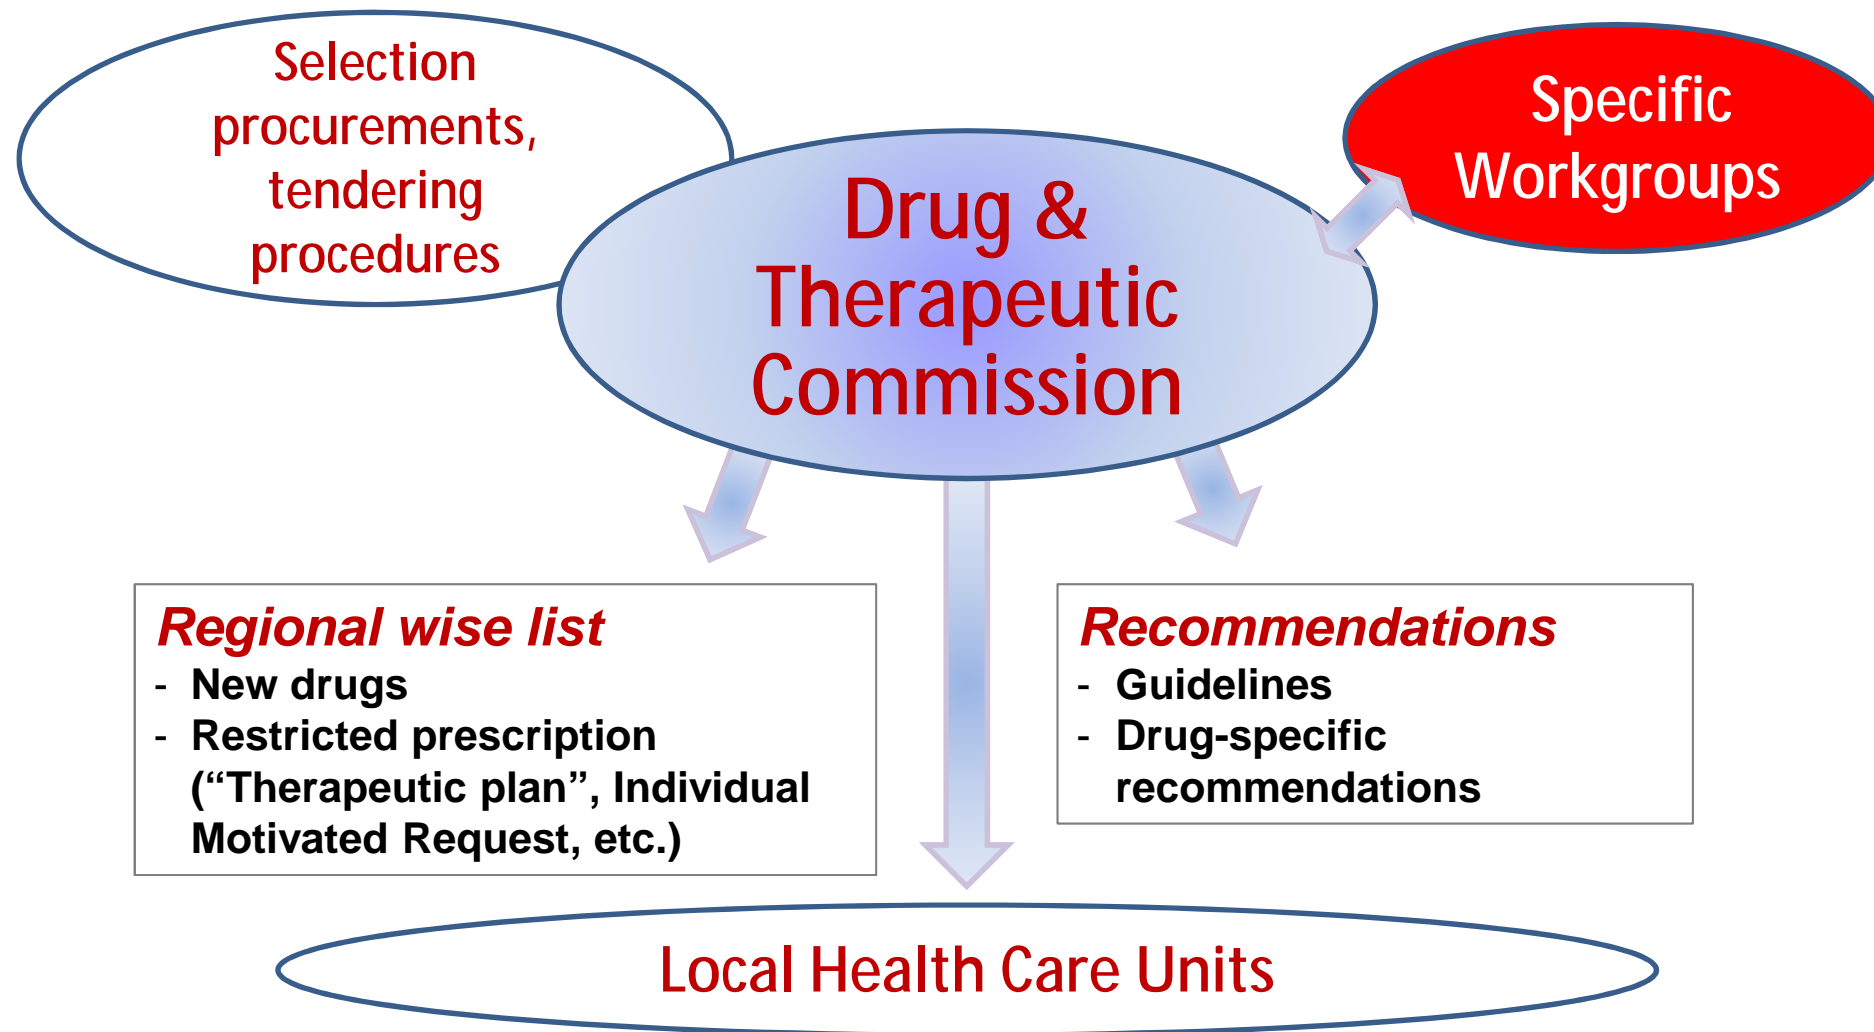 Selection
procurements,
tendering
procedures
Specific
Workgroups
Drug &
Therapeutic
Commission
Regional wise list
- New drugs
- Restricted prescription
(“Therapeutic plan”, Individual
Motivated Request, etc.)
Recommendations
- Guidelines
- Drug-specific
recommendations
Local Health Care Units